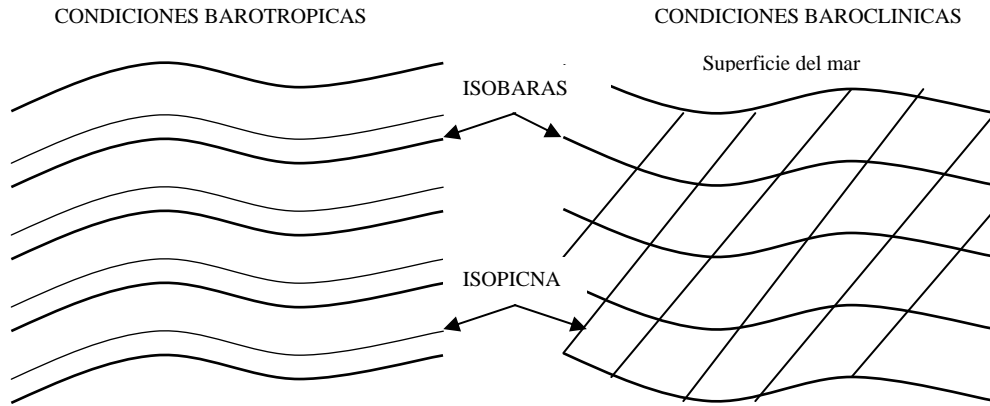 CONDICIONES BAROTROPICAS
CONDICIONES BAROCLINICAS
Superficie del mar
ISOBARAS
ISOPICNA